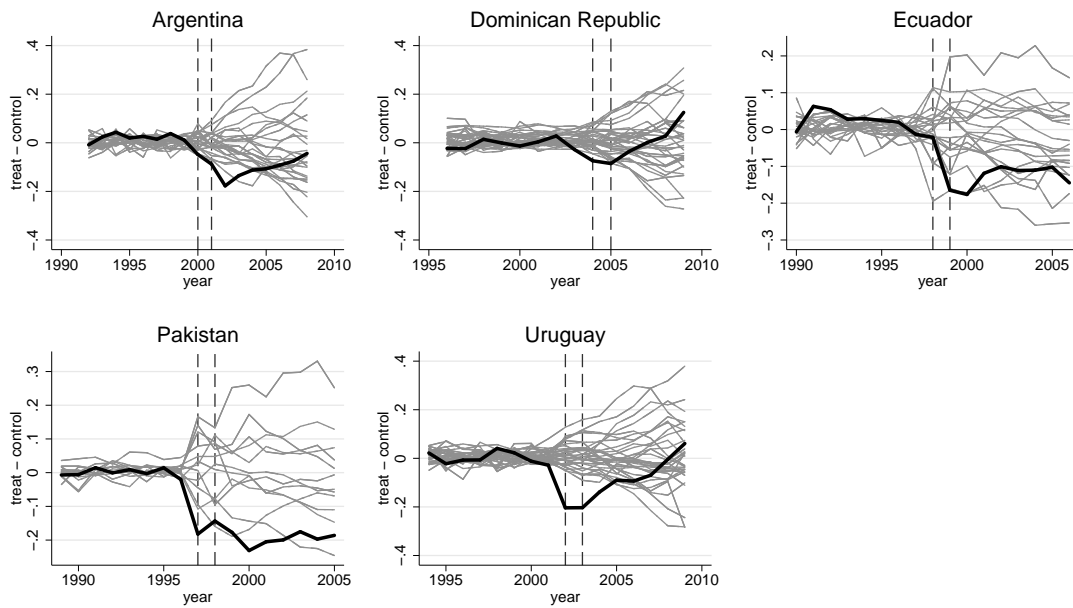 Argentina
treat − control
.4
.2
0
−.2
−.4
1990 1995 2000 2005 2010
year
Dominican Republic
treat − control
.4
.2
0
−.2
−.4
1995 2000 2005 2010
year
Ecuador
treat − control
0.2
0.1
0
−.1
−.2
−.3
1990 1995 2000 2005
year
Pakistan
treat − control
.3
.2
.1
0
−.1
−.2
1990 1995 2000 2005
year
Uruguay
treat − control
.4
.2
0
−.2
−.4
1995 2000 2005 2010
year